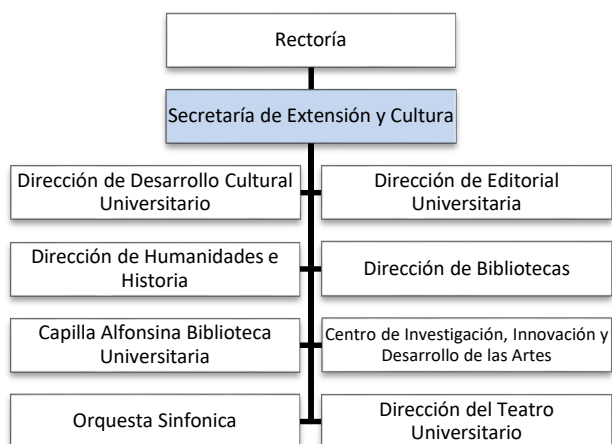 Rectoría
Secretaría de Extensión y Cultura
Dirección de Desarrollo Cultural
Universitario
Dirección de Editorial
Universitaria
Dirección de Humanidades e
Historia
Dirección de Bibliotecas
Capilla Alfonsina Biblioteca
Universitaria
Centro de Investigación, Innovación y
Desarrollo de las Artes
Orquesta Sinfonica
Dirección del Teatro
Universitario